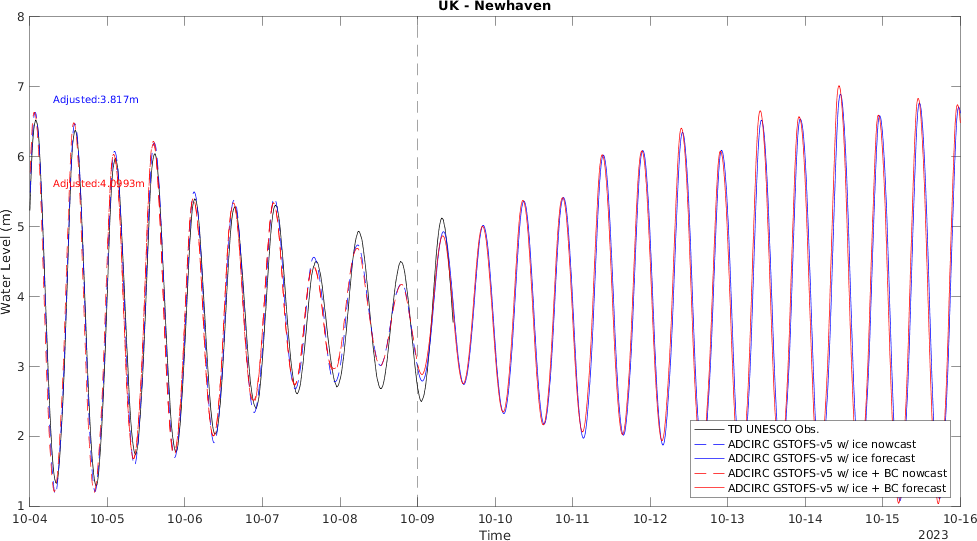 UK - Newhaven
8
7
6
5
4
3
2
1
Water Level (m)
Adjusted:3.817m
Adjusted:4.0993m
TD UNESCO Obs.
ADCIRC GSTOFS-v5 w/ ice nowcast
ADCIRC GSTOFS-v5 w/ ice forecast
ADCIRC GSTOFS-v5 w/ ice + BC nowcast
ADCIRC GSTOFS-v5 w/ ice + BC forecast
10-04 10-05 10-06 10-07 10-08 10-09 10-10 10-11 10-12 10-13 10-14 10-15 10-16
Time
2023